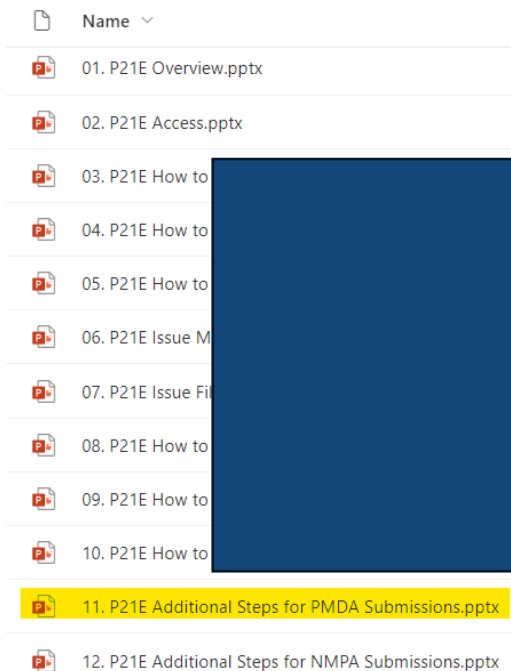 Name
01. P21E Overview.pptx
02. P21E Access.pptx
03. P21E How to
04. P21E How to
05. P21E How to
06. P21E Issue M
07. P21E Issue Fil
08. P21E How to
09. P21E How to
10. P21E How to
11. P21E Additional Steps for PMDA Submissions.pptx
12. P21E Additional Steps for NMPA Submissions.pptx